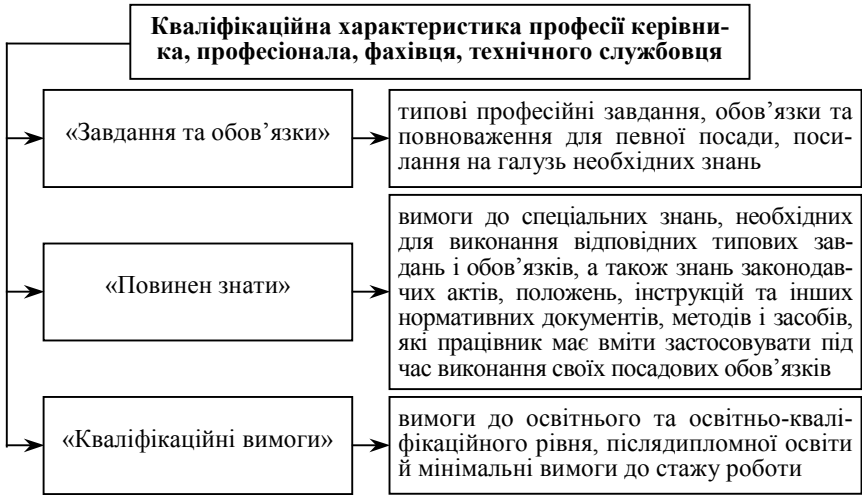 Кваліфікаційна характеристика професії керівни-
ка, професіонала, фахівця, технічного службовця
«Завдання та обов’язки»
типові професійні завдання, обов’язки та
повноваження для певної посади, поси-
лання на галузь необхідних знань
«Повинен знати»
вимоги до спеціальних знань, необхідних
для виконання відповідних типових зав-
дань і обов’язків, а також знань законодав-
чих актів, положень, інструкцій та інших
нормативних документів, методів і засобів,
які працівник має вміти застосовувати під
час виконання своїх посадових обов’язків
«Кваліфікаційні вимоги»
вимоги до освітнього та освітньо-квалі-
фікаційного рівня, післядипломної освіти
й мінімальні вимоги до стажу роботи